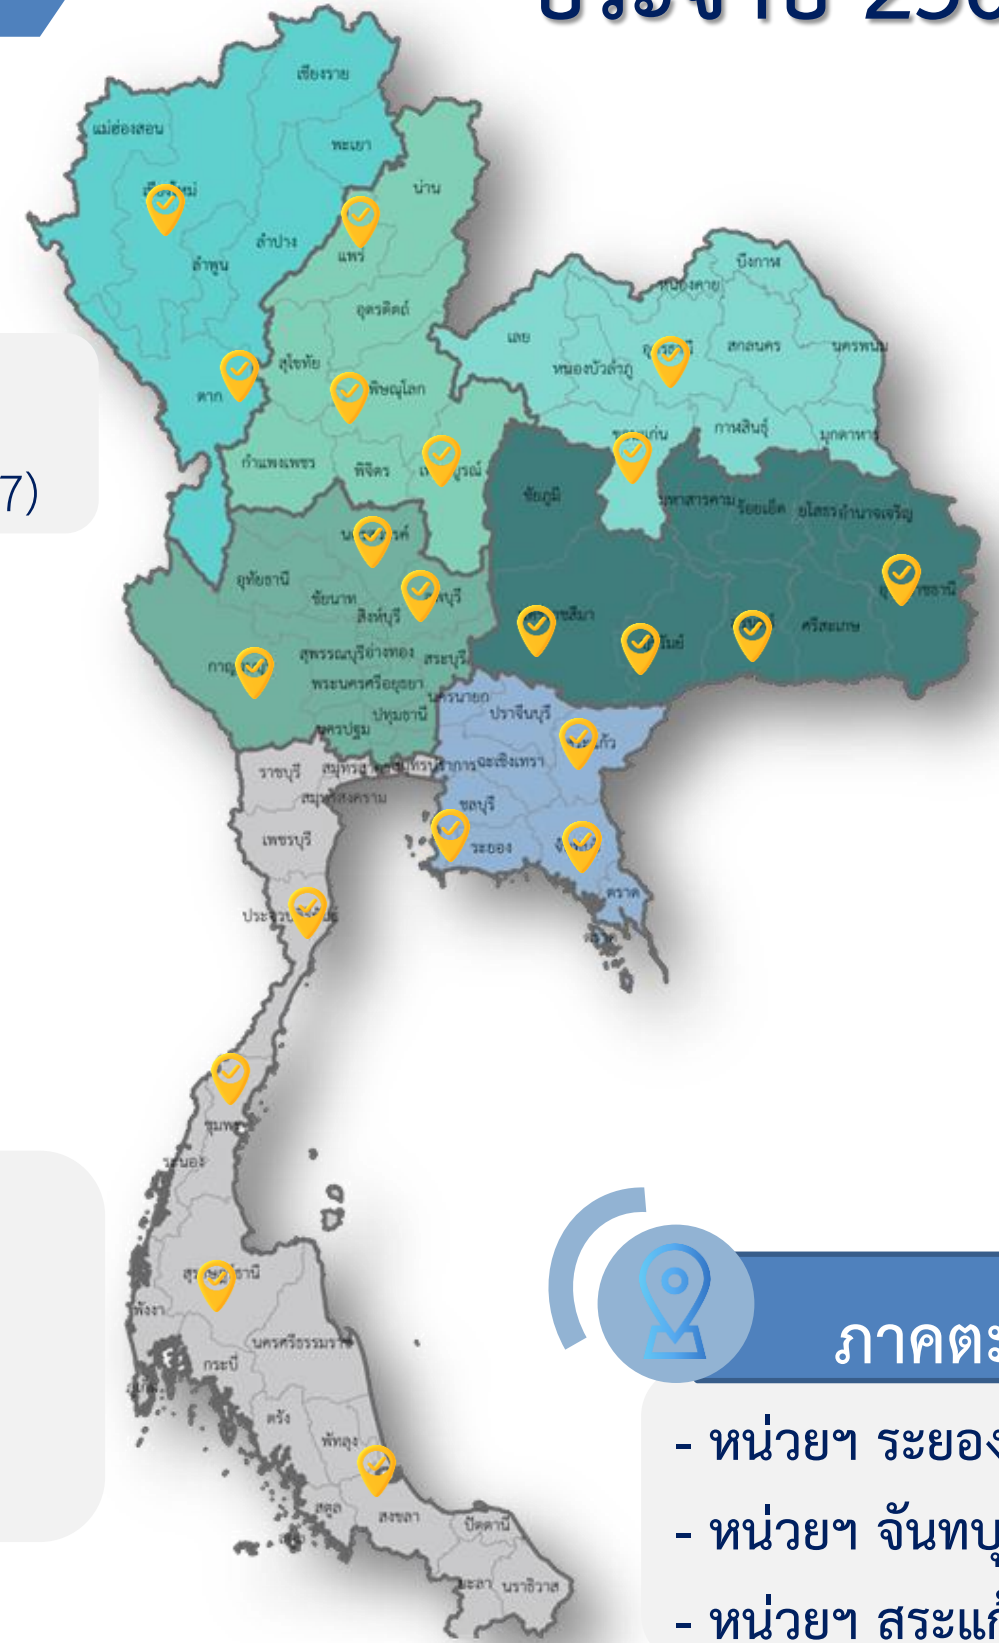 ประจำปี 256
เชียงราย
แม่ฮ่องสอน
พะเยา
น่าน
ลำปาง
แพร่
ลำพูน
บึงกาฬ
หนองคาย
อุตรดิตถ์
เลย
สกลนคร
นครพนม
สุโขทัย
หนองบัวลำภู
ตาก
พิษณุโลก
กาฬสินธุ์
มุกดาหาร
กำแพงเพชร
พิจิตร
7)
ชัยภูมิ
มหาสารคาม
ร้อยเอ็ด
ยโสธร
อำนาจเจริญ
อุทัยธานี
ชัยนาท
สิงห์บุรี
ศรีสะเกษ
สุพรรณบุรี
อ่างทอง
สระบุรี
พระนครศรีอยุธยา
นครนายก
ปทุมธานี
ปราจีนบุรี
นครปฐม
ราชบุรี
ฉะเชิงเทรา
สมุทรสงคราม
ชลบุรี
เพชรบุรี
ระยอง
ตราด
ชุมพร
ระนอง
พังงา
นครศรีธรรมราช
กระบี่
ภาคตะ
ตรัง
พัทลุง
- หน่วยฯ ระยอง
สตูล
สงขลา
ปัตตานี
- หน่วยฯ จันทบุ
ยะลา
นราธิวาส
- หน่วยฯ สระแก้